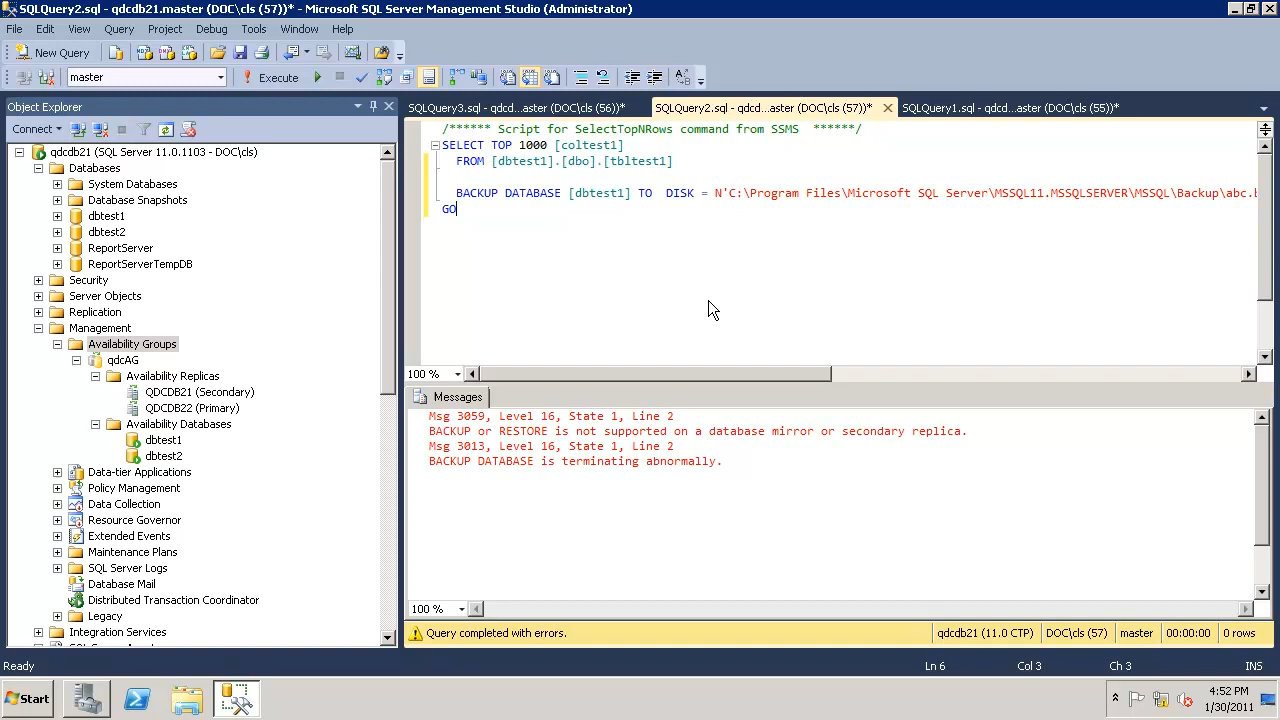 SQLQuery2.sql - qdcdb21.master (DOC\cls (57))* - Microsoft SQL Server Management Studio (Administrator)
File Edit View Query Project Debug Tools Window Help
New Query
master Execute
Object Explorer
Connect
qdcdb21 (SQL Server 11.0.1103 - DOC\cls)
Databases
System Databases
Database Snapshots
dbtest1
dbtest2
ReportServer
ReportServerTempDB
Security
Server Objects
Replication
Management
Availability Groups
qdcAG
Availability Replicas
QDCDB21 (Secondary)
QDCDB22 (Primary)
Availability Databases
dbtest1
dbtest2
Data-tier Applications
Policy Management
Data Collection
Resource Governor
Extended Events
Maintenance Plans
SQL Server Logs
Database Mail
Distributed Transaction Coordinator
Legacy
Integration Services
SQLQuery3.sql - qdcd...aster (DOC\cls (56))* SQLQuery2.sql - qdcd...aster (DOC\cls (57))* SQLQuery1.sql - qdcd...aster (DOC\cls (55))*
/****** Script for SelectTopNRows command from SSMS ******/
SELECT TOP 1000 [coltest1]
FROM [dbtest1].[dbo].[tbltest1]
BACKUP DATABASE [dbtest1] TO DISK = N'C:\Program Files\Microsoft SQL Server\MSSQL11.MSSQLSERVER\MSSQL\Backup\abc.b
GO
100 %
Messages
Msg 3059, Level 16, State 1, Line 2
BACKUP or RESTORE is not supported on a database mirror or secondary replica.
Msg 3013, Level 16, State 1, Line 2
BACKUP DATABASE is terminating abnormally.
100 %
Query completed with errors. qdcdb21 (11.0 CTP) DOC\cls (57) master 00:00:00 0 rows
Ready Ln 6 Col 3 Ch 3 INS
Start 4:52 PM
1/30/2011